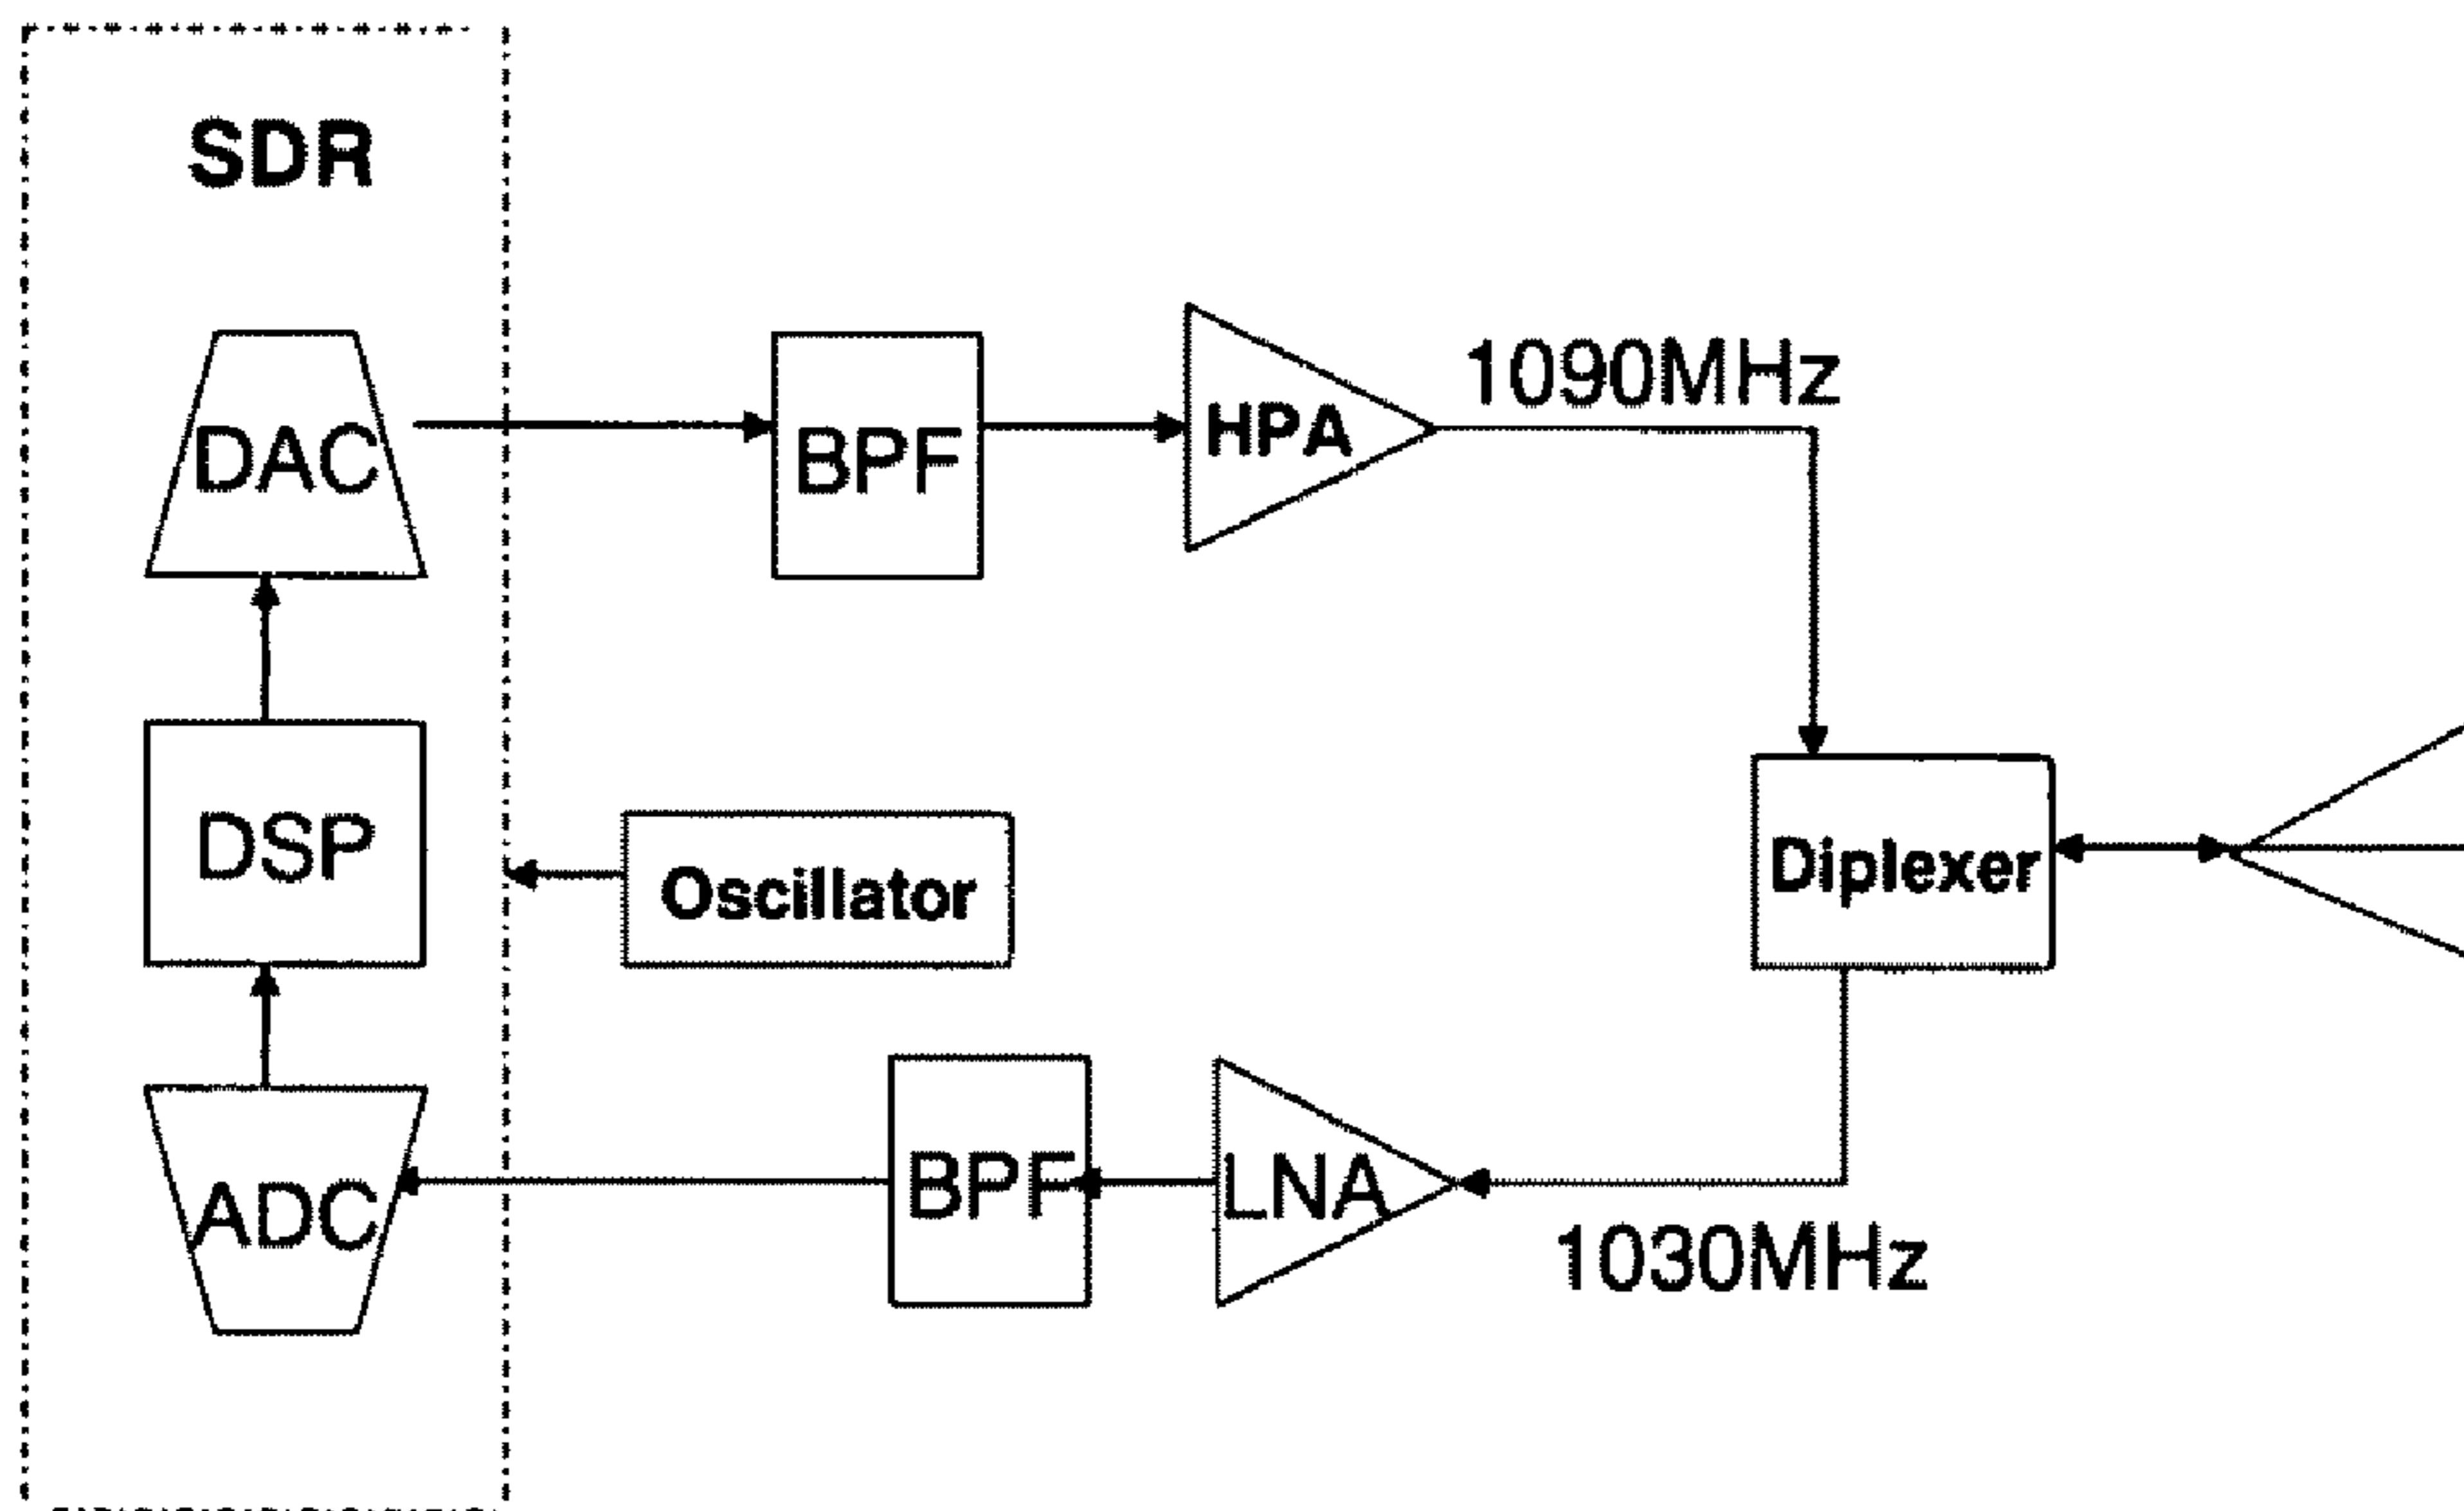 SDR
1090MHz
DAC
BPF
HPA
DSP
Oscillator
Diplexer
ADC
BPF
LNA
1030MHz